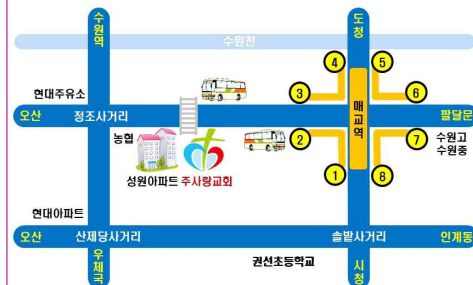 수원역
도청
수원천
4
5
현대주유소
3
6
매교역
오산
정조사거리
팔달문
농협
2
7
수원고
수원중
성원아파트 주사랑교회
1
8
현대아파트
오산
산제당사거리
솔밭사거리
인계동
우체국
권선초등학교
시청